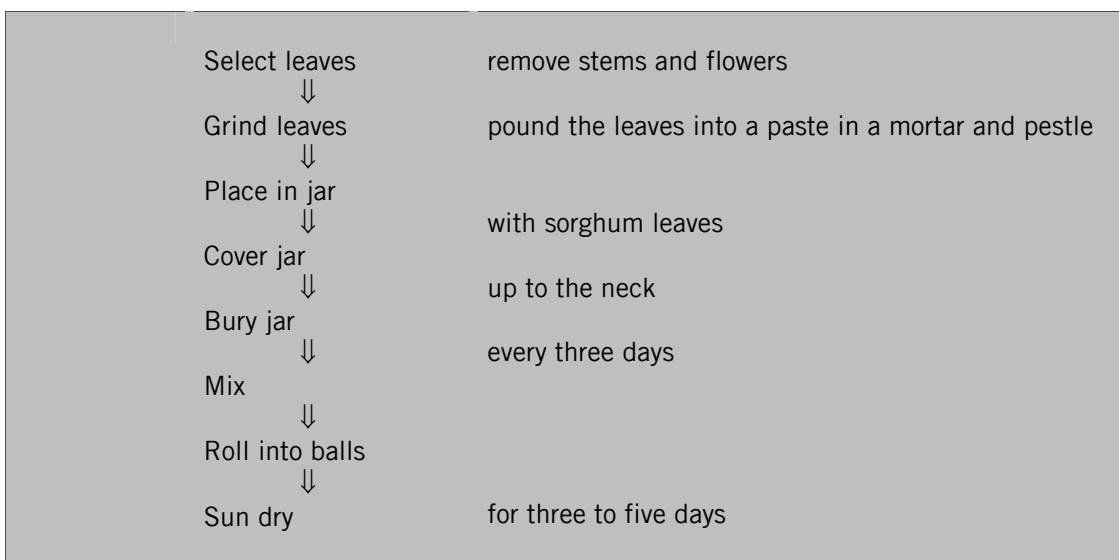 Select leaves remove stems and flowers
⇓
Grind leaves pound the leaves into a paste in a mortar and pestle
⇓
Place in jar
⇓ with sorghum leaves
Cover jar
⇓ up to the neck
Bury jar
⇓ every three days
Mix
⇓
Roll into balls
⇓
Sun dry for three to five days